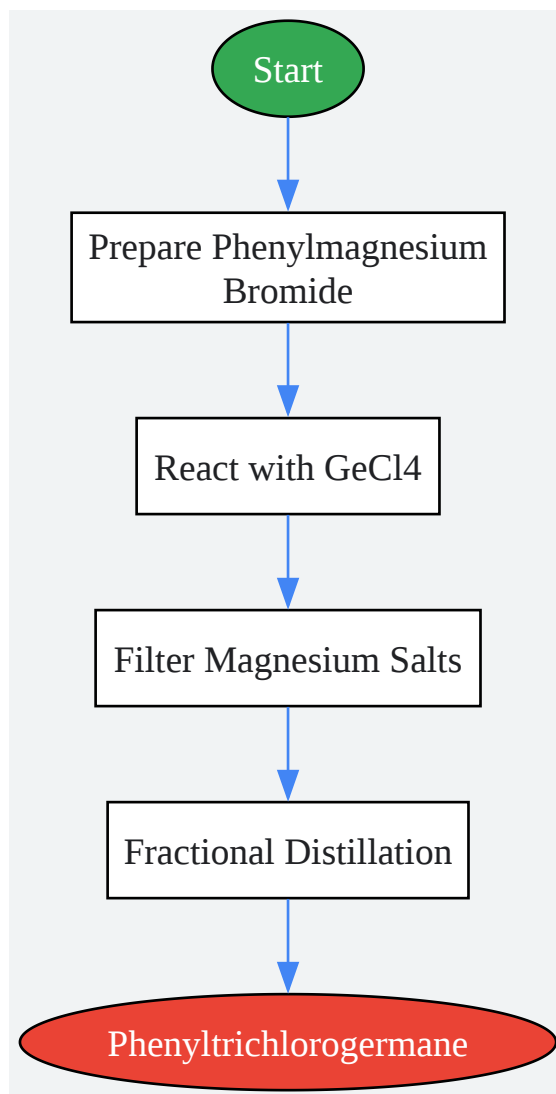 Start
Prepare Phenylmagnesium
Bromide
React with GeCl4
Filter Magnesium Salts
Fractional Distillation
Phenyltrichlorogermane